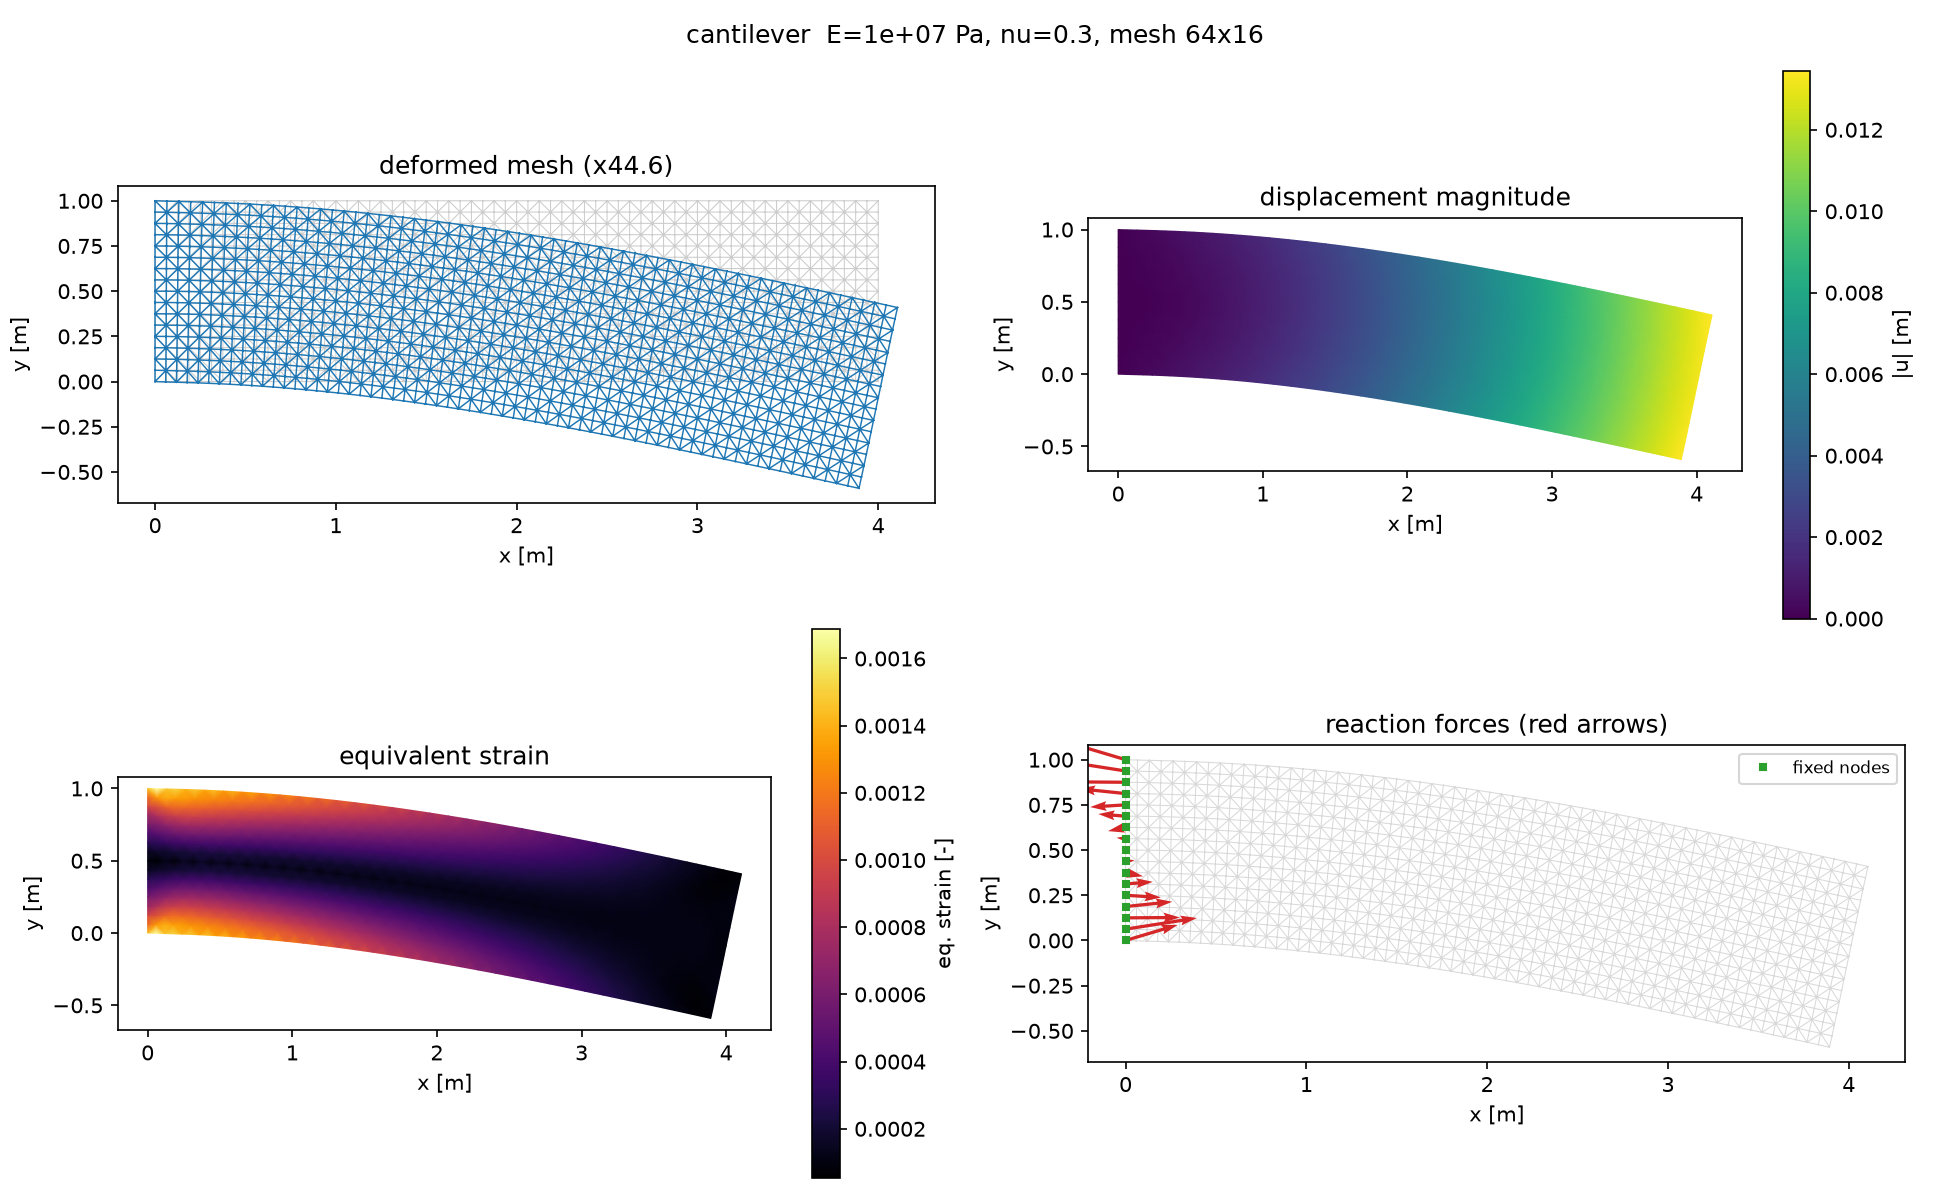 cantilever  E=1e+07 Pa, nu=0.3, mesh 64x16
deformed mesh (x44.6)
1.00
0.75
0.50
0.25
0.00
−0.25
−0.50
y [m]
0 1 2 3 4
x [m]
displacement magnitude
1.0
0.5
0.0
−0.5
y [m]
0 1 2 3 4
x [m]
0.012
0.010
0.008
0.006
0.004
0.002
0.000
|u| [m]
equivalent strain
1.0
0.5
0.0
−0.5
y [m]
0 1 2 3 4
x [m]
0.0016
0.0014
0.0012
0.0010
0.0008
0.0006
0.0004
0.0002
eq. strain [-]
reaction forces (red arrows)
fixed nodes
1.00
0.75
0.50
0.25
0.00
−0.25
−0.50
y [m]
0 1 2 3 4
x [m]